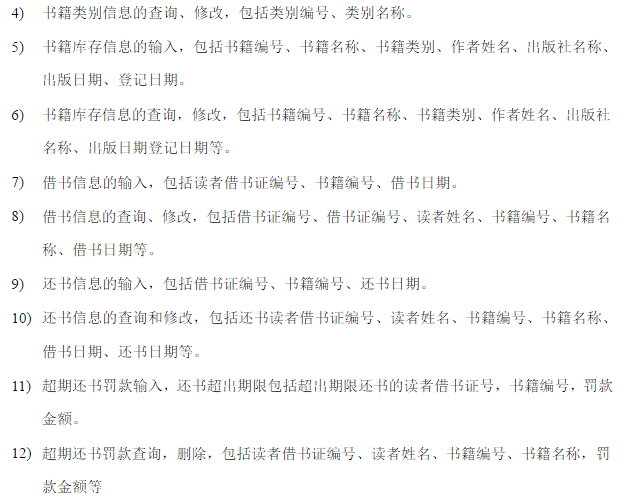 4) 书籍类别信息的查询、修改，包括类别编号、类别名称。
5) 书籍库存信息的输入，包括书籍编号、书籍名称、书籍类别、作者姓名、出版社名称、
出版日期、登记日期。
6) 书籍库存信息的查询，修改，包括书籍编号、书籍名称、书籍类别、作者姓名、出版社
名称、出版日期登记日期等。
7) 借书信息的输入，包括读者借书证编号、书籍编号、借书日期。
8) 借书信息的查询、修改，包括借书证编号、借书证编号、读者姓名、书籍编号、书籍名
称、借书日期等。
9) 还书信息的输入，包括借书证编号、书籍编号、还书日期。
10) 还书信息的查询和修改，包括还书读者借书证编号、读者姓名、书籍编号、书籍名称、
借书日期、还书日期等。
11) 超期还书罚款输入，还书超出期限包括超出期限还书的读者借书证号，书籍编号，罚款
金额。
12) 超期还书罚款查询，删除，包括读者借书证编号、读者姓名、书籍编号、书籍名称，罚
款金额等